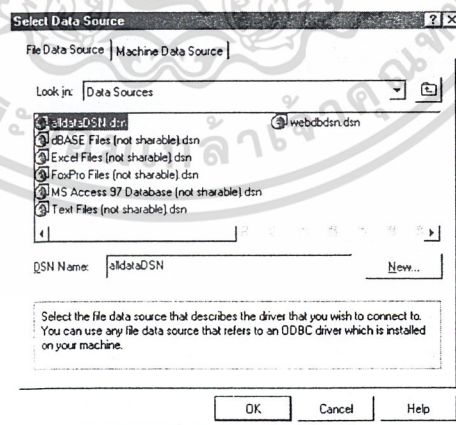 Select Data Source
File Data Source Machine Data Source
Look in: Data Sources
alldataDSN.dsn webdbdsn.dsn
dBASE Files (not sharable).dsn
Excel Files (not sharable).dsn
FoxPro Files (not sharable).dsn
MS Access 97 Database (not sharable).dsn
Text Files (not sharable).dsn
DSN Name: alldataDSN New...
Select the file data source that describes the driver that you wish to connect to.
You can use any file data source that refers to an ODBC driver which is installed
on your machine.
OK Cancel Help